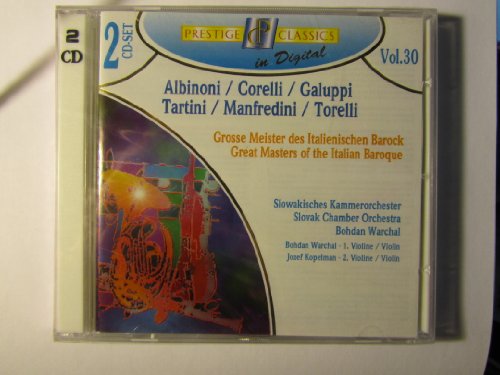 2 CD
2
CD-SET
PRESTIGE CLASSICS
in Digital
Vol.30
Albinoni / Corelli / Galuppi
Tartini / Manfredini / Torelli
Grosse Meister des Italienischen Barock
Great Masters of the Italian Baroque
Slowakisches Kammerorchester
Slovak Chamber Orchestra
Bohdan Warchal
Bohdan Warchal - 1. Violine / Violin
Jozef Kopelman - 2. Violine / Violin